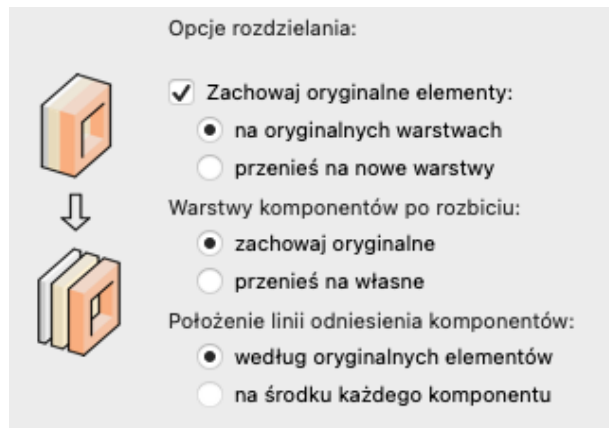 Opcje rozdzielania:
Zachowaj oryginalne elementy:
na oryginalnych warstwach
przenieś na nowe warstwy
Warstwy komponentów po rozbiciu:
zachowaj oryginalne
przenieś na własne
Położenie linii odniesienia komponentów:
według oryginalnych elementów
na środku każdego komponentu